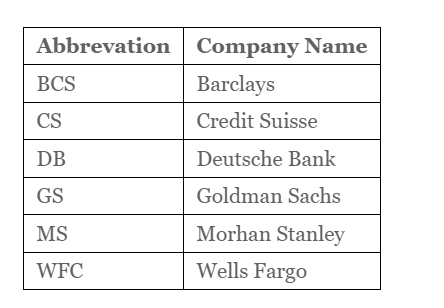 Abbrevation Company Name
BCS Barclays
CS Credit Suisse
DB Deutsche Bank
GS Goldman Sachs
MS Morhan Stanley
WFC Wells Fargo